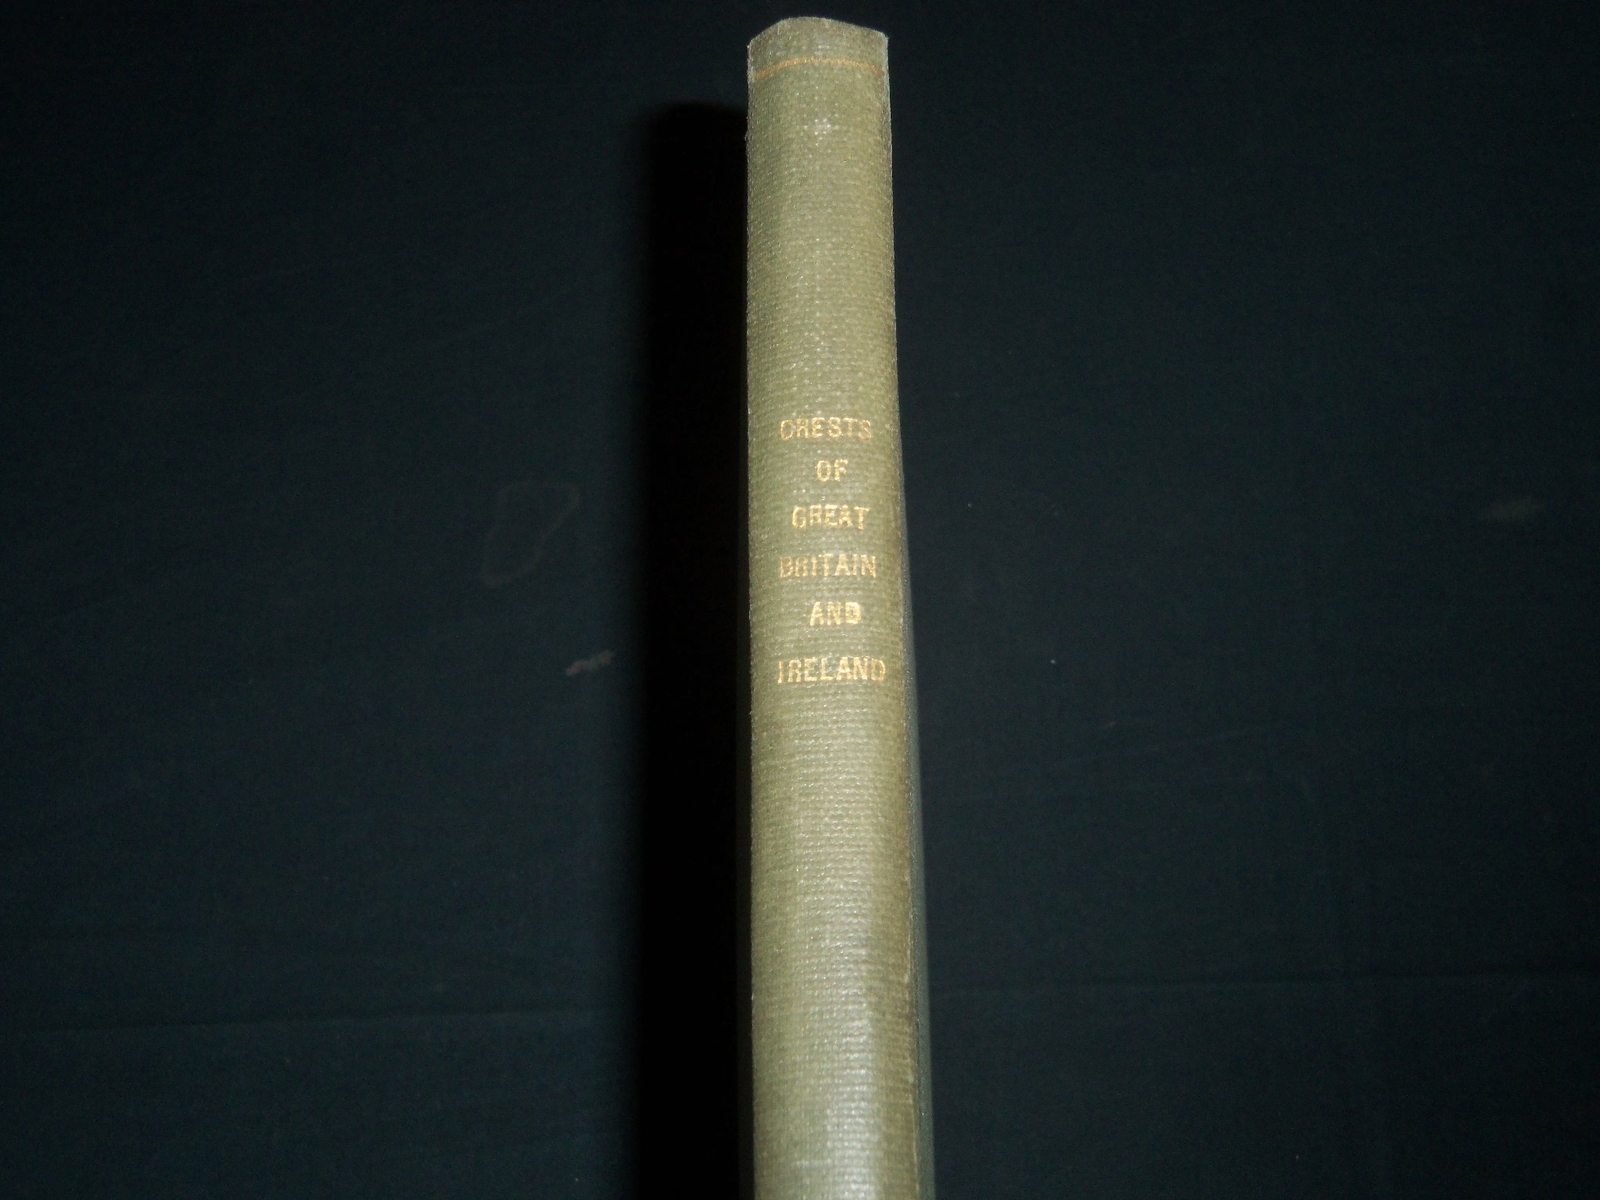 CRESTS
OF
GREAT
BRITAIN
AND
IRELAND